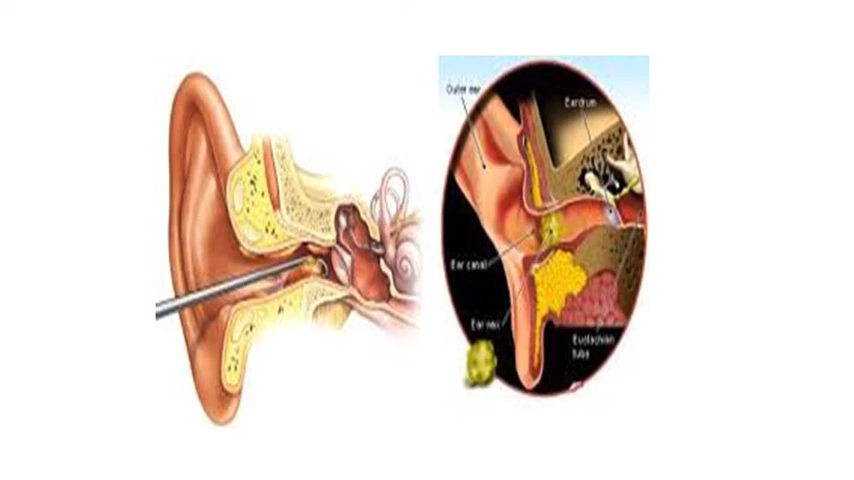 Outer ear
Eardrum
Ear canal
Ear wax
Eustachian
tube